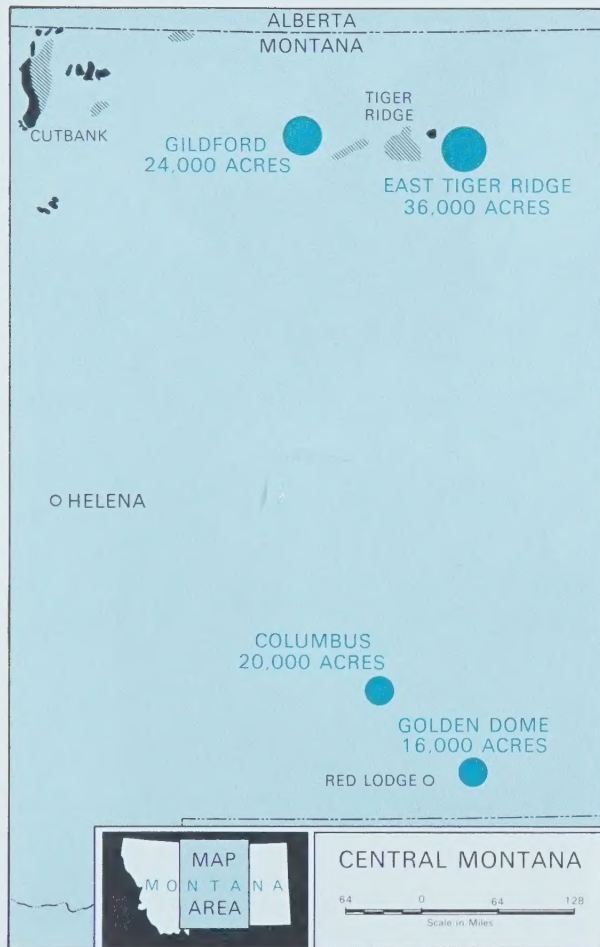 ALBERTA
MONTANA
CUTBANK
GILDFORD
24,000 ACRES
TIGER
RIDGE
EAST TIGER RIDGE
36,000 ACRES
HELENA
COLUMBUS
20,000 ACRES
GOLDEN DOME
16,000 ACRES
RED LODGE
MAP
MONTANA
AREA
CENTRAL MONTANA
64 0 64 128
Scale in Miles